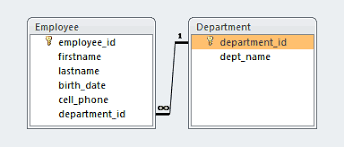 Employee
employee_id
firstname
lastname
birth_date
cell_phone
department_id
1
∞
Department
department_id
dept_name